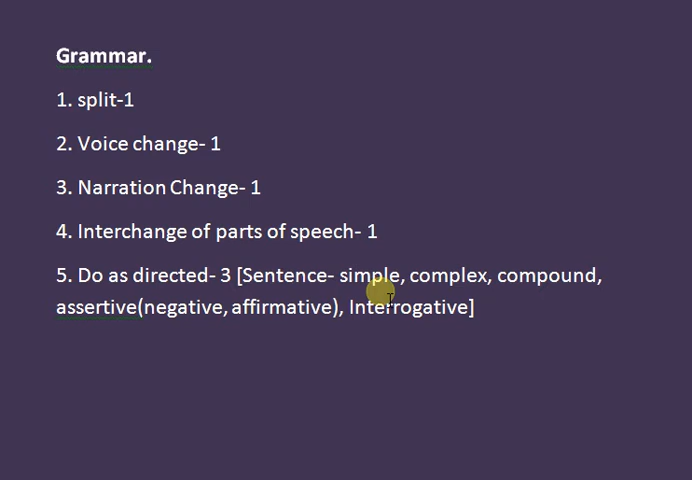 Grammar.
1. split-1
2. Voice change- 1
3. Narration Change- 1
4. Interchange of parts of speech- 1
5. Do as directed- 3 [Sentence- simple, complex, compound,
assertive(negative, affirmative), Interrogative]